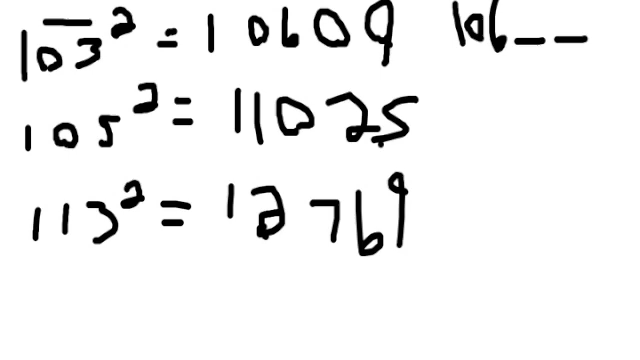 103² = 10609 106__
105² = 11025
113² = 12769